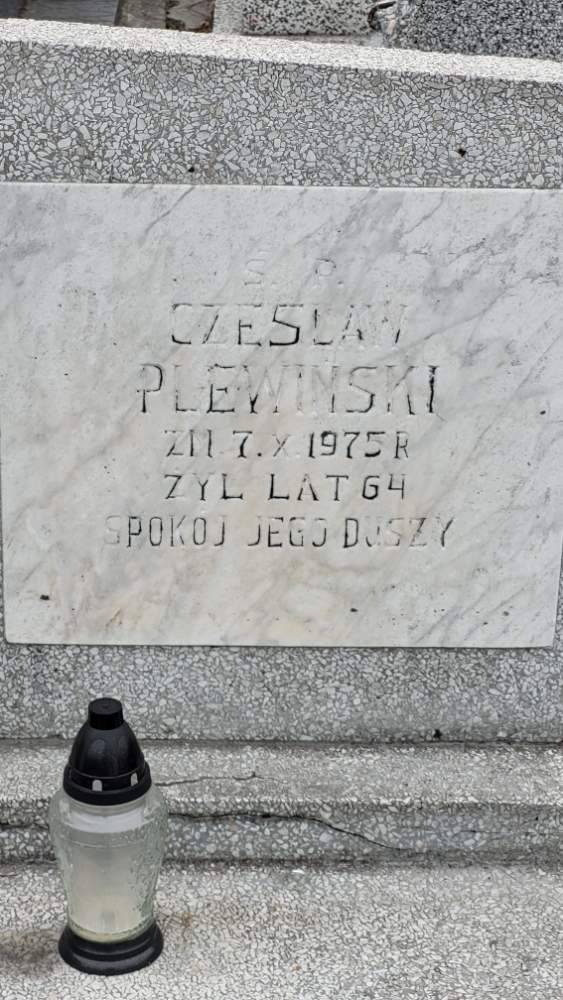 Ś. P.
CZESŁAW
PLEWIŃSKI
ZM. 7. X. 1975 R
ŻYŁ LAT 64
SPOKÓJ JEGO DUSZY